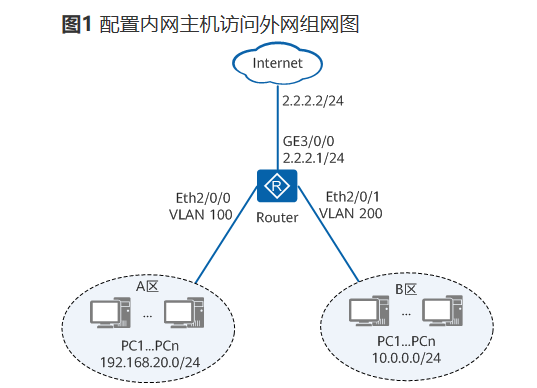 图1 配置内网主机访问外网组网图
Internet
2.2.2.2/24
GE3/0/0
2.2.2.1/24
R
Router
Eth2/0/0
VLAN 100
Eth2/0/1
VLAN 200
A区
...
PC1...PCn
192.168.20.0/24
B区
...
PC1...PCn
10.0.0.0/24